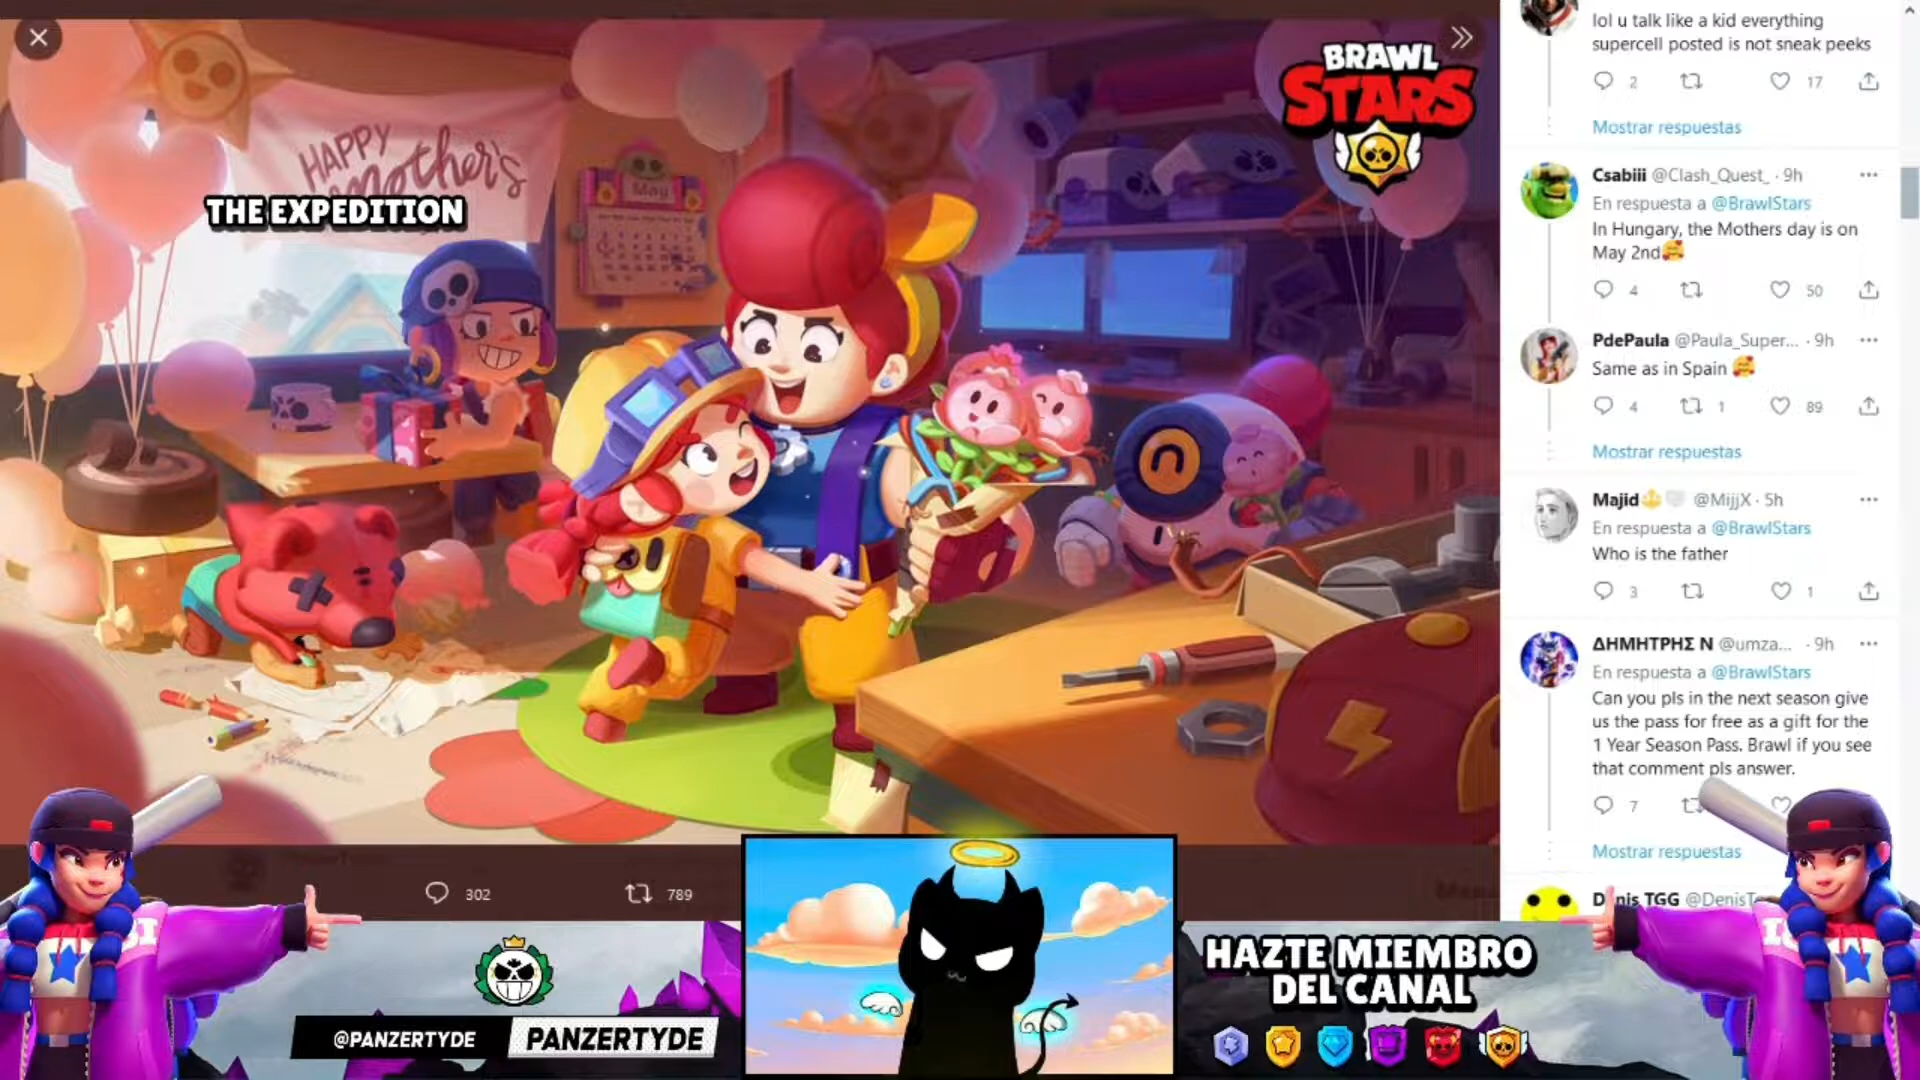 HAPPY
mother's
May
THE EXPEDITION
BRAWL
STARS
lol u talk like a kid everything
supercell posted is not sneak peeks
2 17
Mostrar respuestas
Csabiii @Clash_Quest_ · 9h
En respuesta a @BrawlStars
In Hungary, the Mothers day is on
May 2nd🥰
4 50
PdePaula @Paula_Super... · 9h
Same as in Spain 🥰
4 1 89
Mostrar respuestas
Majid @MijjX · 5h
En respuesta a @BrawlStars
Who is the father
3 1
ΔΗΜΗΤΡΗΣ Ν @umza... · 9h
En respuesta a @BrawlStars
Can you pls in the next season give
us the pass for free as a gift for the
1 Year Season Pass. Brawl if you see
that comment pls answer.
7
Mostrar respuestas
Denis TGG
302 789
@PANZERTYDE
PANZERTYDE
HAZTE MIEMBRO
DEL CANAL